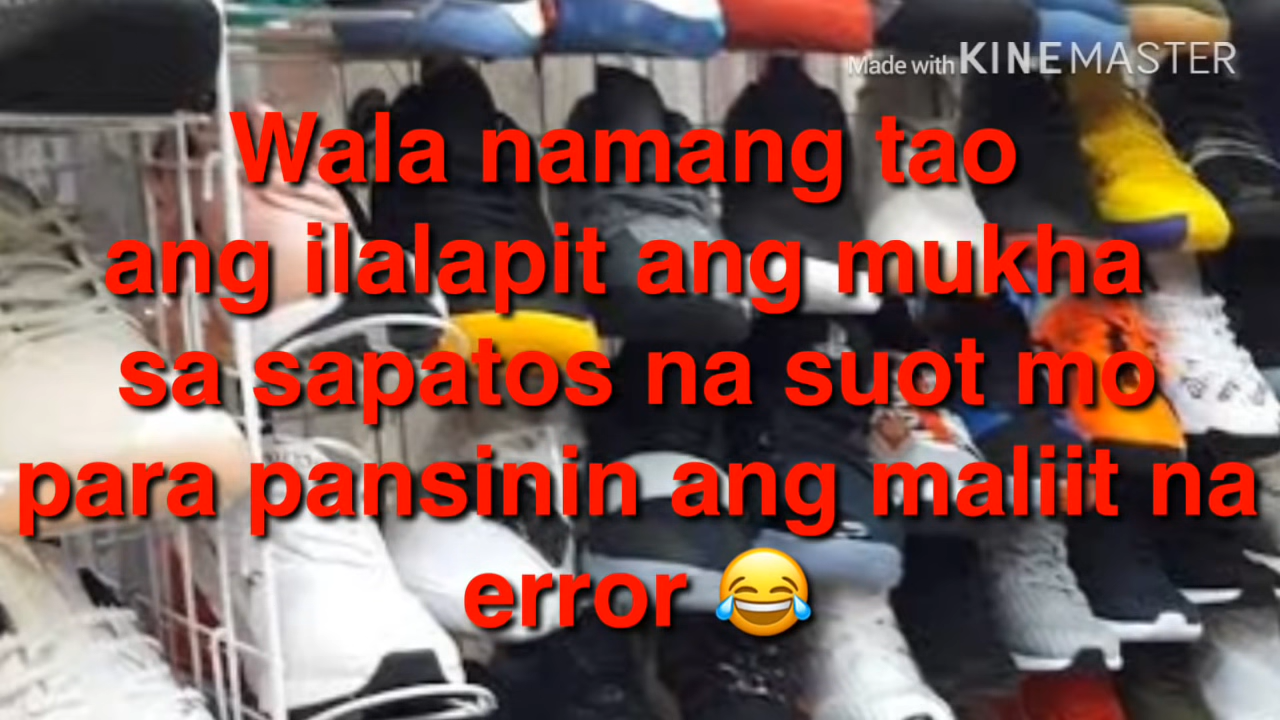 Made with KINEMASTER
Wala namang tao
ang ilalapit ang mukha
sa sapatos na suot mo
para pansinin ang maliit na
error 😂